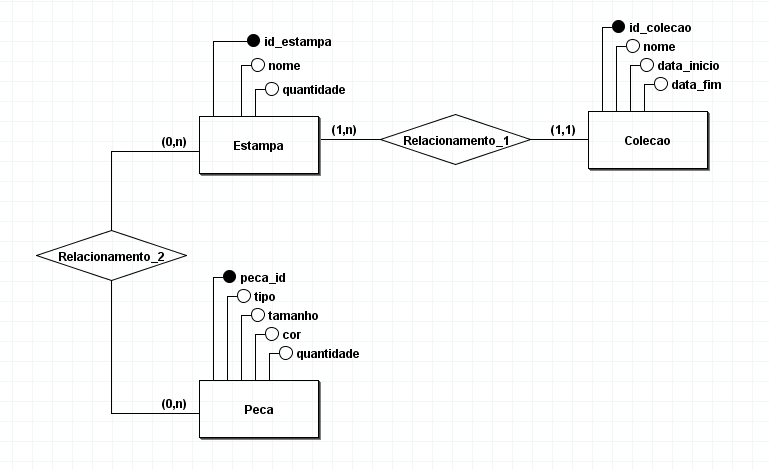 id_estampa
nome
quantidade
Estampa
(1,n)
Relacionamento_1
(1,1)
id_colecao
nome
data_inicio
data_fim
Colecao
(0,n)
Relacionamento_2
(0,n)
peca_id
tipo
tamanho
cor
quantidade
Peca